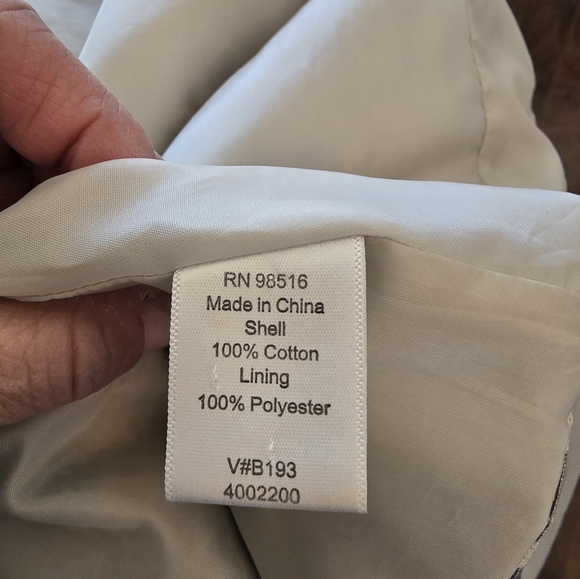 RN 98516
Made in China
Shell
100% Cotton
Lining
100% Polyester
V#B193
4002200